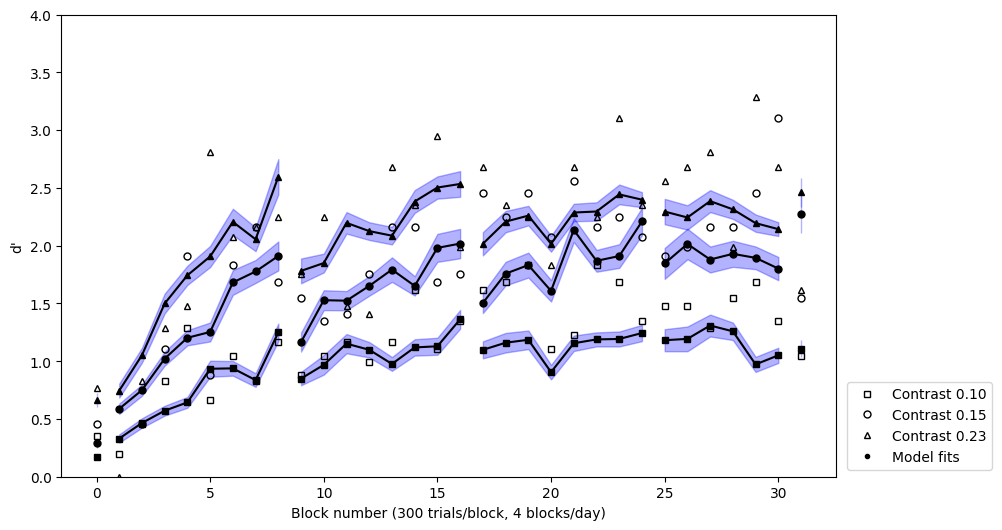 4.0
3.5
3.0
2.5
2.0
1.5
1.0
0.5
0.0
d'
0 5 10 15 20 25 30
Block number (300 trials/block, 4 blocks/day)
Contrast 0.10
Contrast 0.15
Contrast 0.23
Model fits